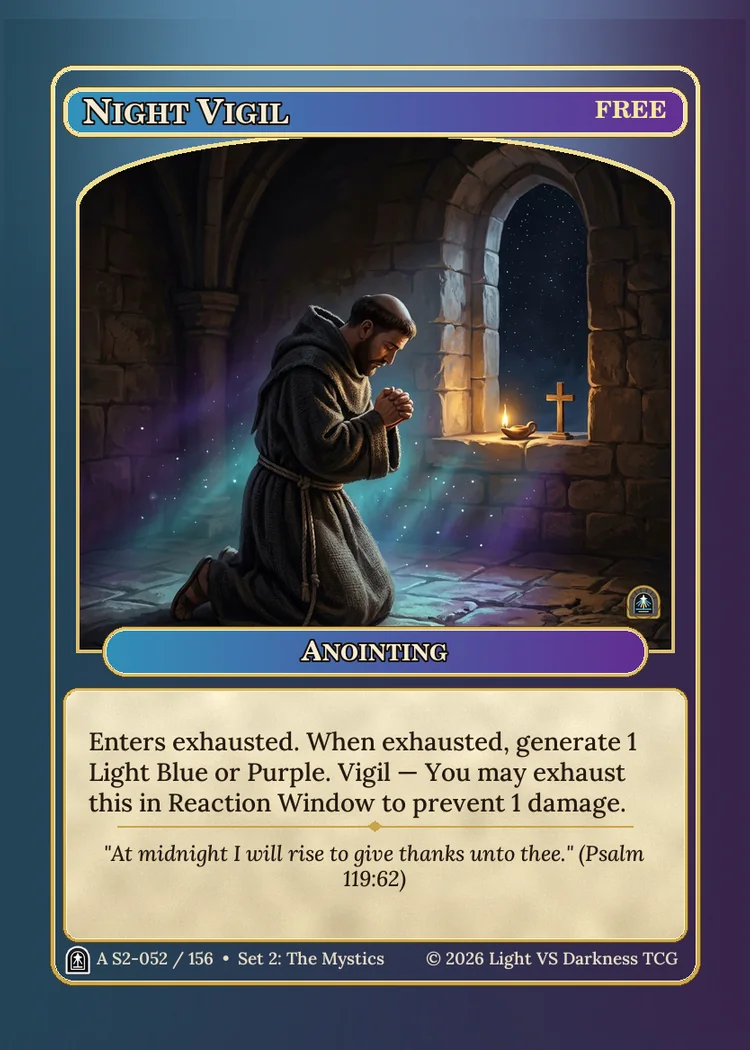 Night Vigil FREE
Anointing
Enters exhausted. When exhausted, generate 1
Light Blue or Purple. Vigil — You may exhaust
this in Reaction Window to prevent 1 damage.
"At midnight I will rise to give thanks unto thee." (Psalm
119:62)
A S2-052 / 156 • Set 2: The Mystics © 2026 Light VS Darkness TCG